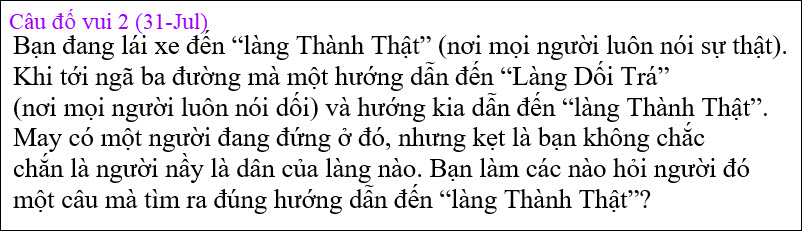 Câu đố vui 2 (31-Jul)
Bạn đang lái xe đến “làng Thành Thật” (nơi mọi người luôn nói sự thật).
Khi tới ngã ba đường mà một hướng dẫn đến “Làng Dối Trá”
(nơi mọi người luôn nói dối) và hướng kia dẫn đến “làng Thành Thật”.
May có một người đang đứng ở đó, nhưng kẹt là bạn không chắc
chắn là người nầy là dân của làng nào. Bạn làm các nào hỏi người đó
một câu mà tìm ra đúng hướng dẫn đến “làng Thành Thật”?